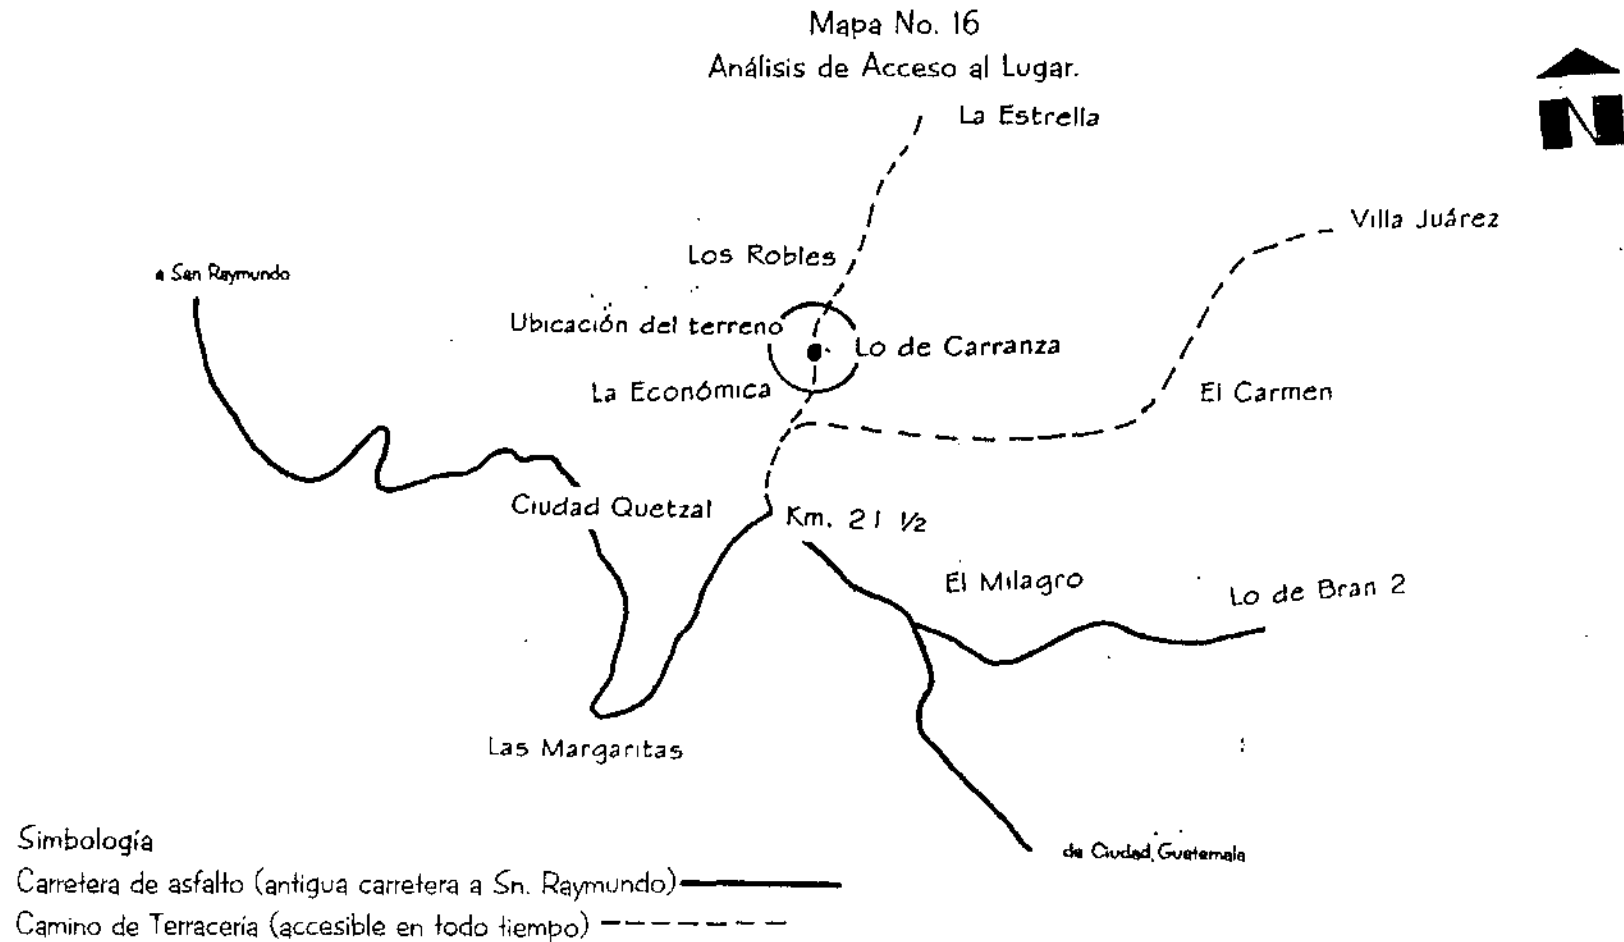 Mapa No. 16
Análisis de Acceso al Lugar.
N
La Estrella
Villa Juárez
Los Robles
a San Raymundo
Ubicación del terreno
Lo de Carranza
La Económica
El Carmen
Ciudad Quetzal
Km. 21 ½
El Milagro
Lo de Bran 2
Las Margaritas
de Ciudad Guatemala
Simbología
Carretera de asfalto (antigua carretera a Sn. Raymundo)
Camino de Terracería (accesible en todo tiempo)